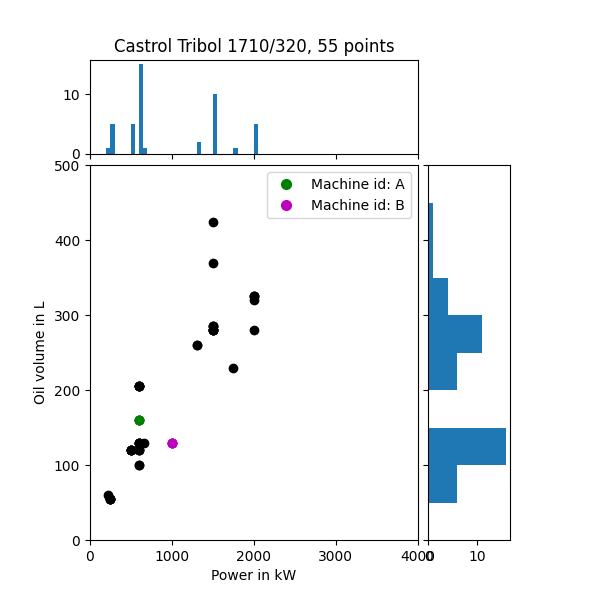 Castrol Tribol 1710/320, 55 points
10
0
500
400
300
200
100
0
Oil volume in L
Machine id: A
Machine id: B
0 1000 2000 3000 4000
0 10
Power in kW